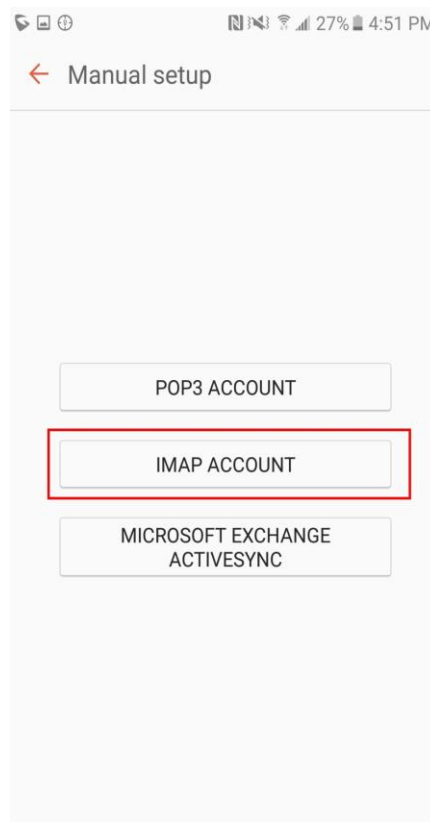 27% 4:51 PM
Manual setup
POP3 ACCOUNT
IMAP ACCOUNT
MICROSOFT EXCHANGE
ACTIVESYNC